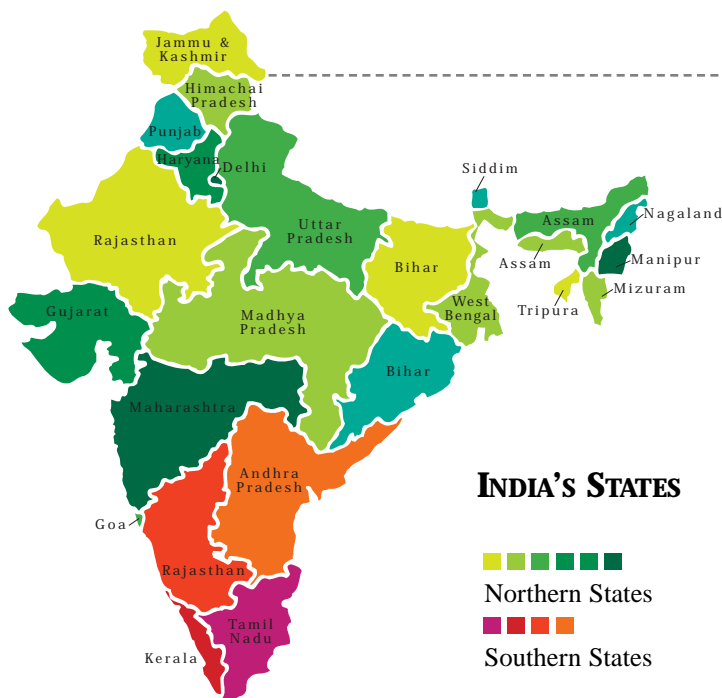 Jammu &
Kashmir
Himachai
Pradesh
Punjab
Haryana
Delhi
Siddim
Assam
Nagaland
Uttar
Pradesh
Rajasthan
Bihar
Assam
Manipur
Mizuram
Tripura
West
Bengal
Gujarat
Madhya
Pradesh
Bihar
Maharashtra
Andhra
Pradesh
INDIA'S STATES
Goa
Rajasthan
Northern States
Tamil
Nadu
Kerala
Southern States